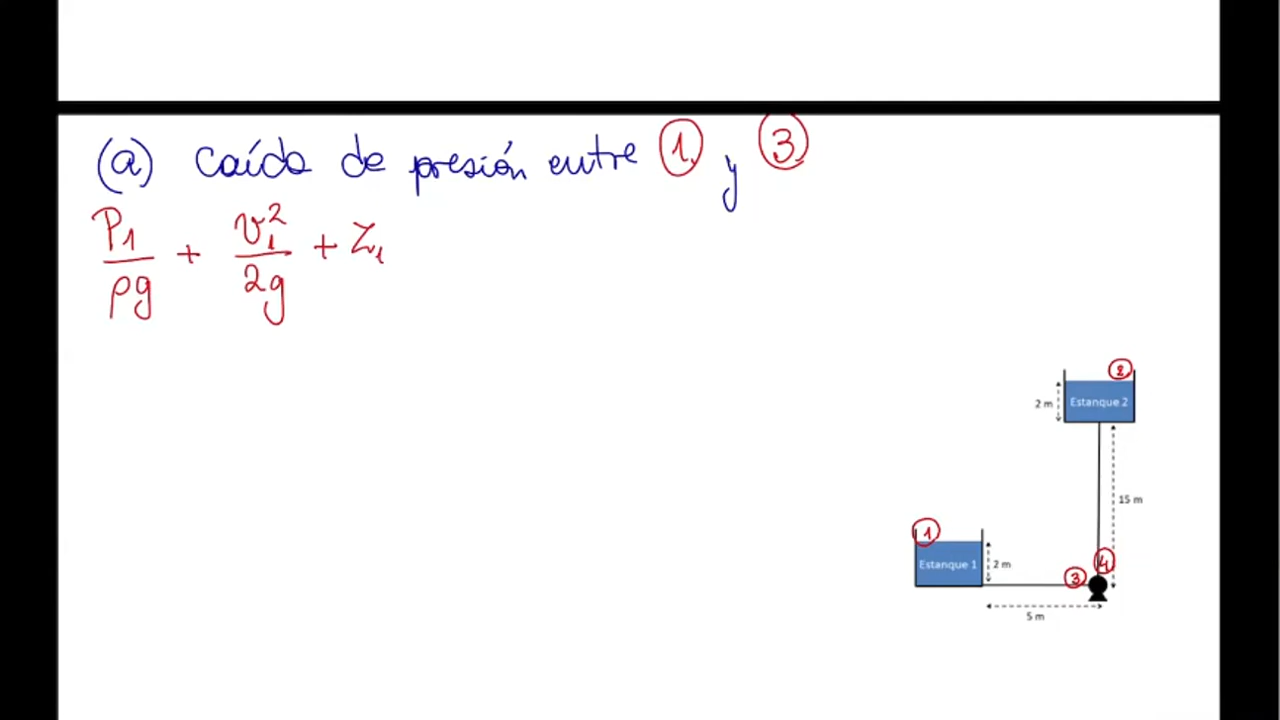 (a) caída de presión entre 1 y 3
P₁/ρg + v₁²/2g + Z₁
2
2 m
Estanque 2
15 m
1
Estanque 1
2 m
3
4
5 m